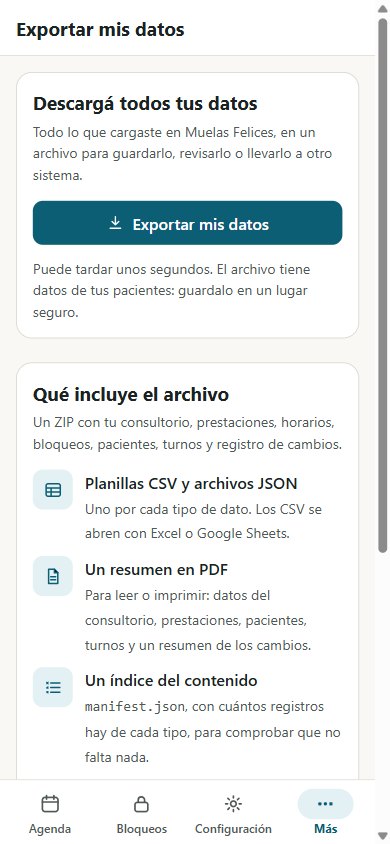 Exportar mis datos
Descargá todos tus datos
Todo lo que cargaste en Muelas Felices, en un
archivo para guardarlo, revisarlo o llevarlo a otro
sistema.
Exportar mis datos
Puede tardar unos segundos. El archivo tiene
datos de tus pacientes: guardalo en un lugar
seguro.
Qué incluye el archivo
Un ZIP con tu consultorio, prestaciones, horarios,
bloqueos, pacientes, turnos y registro de cambios.
Planillas CSV y archivos JSON
Uno por cada tipo de dato. Los CSV se
abren con Excel o Google Sheets.
Un resumen en PDF
Para leer o imprimir: datos del
consultorio, prestaciones, pacientes,
turnos y un resumen de los cambios.
Un índice del contenido
manifest.json, con cuántos registros
hay de cada tipo, para comprobar que no
falta nada.
Agenda
Bloqueos
Configuración
Más